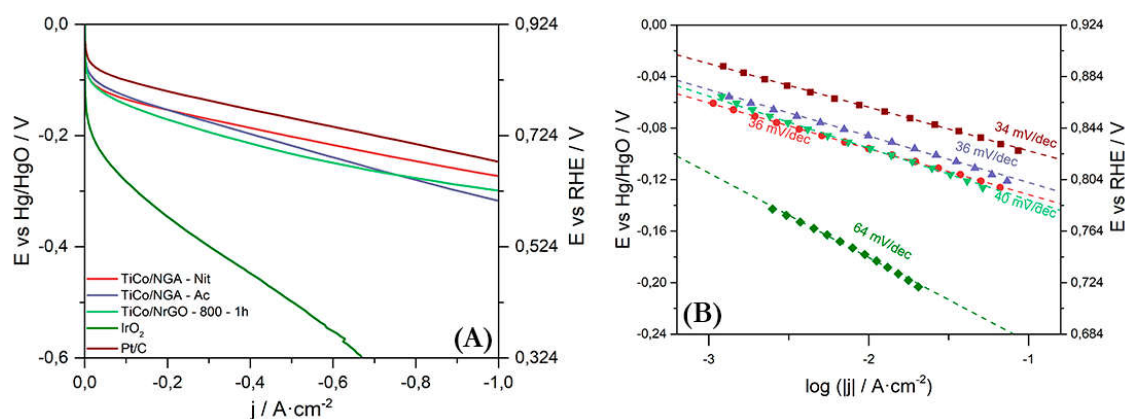 0,0
-0,2
-0,4
-0,6
E vs Hg/HgO / V
0,924
0,724
0,524
0,324
E vs RHE / V
TiCo/NGA - Nit
TiCo/NGA - Ac
TiCo/NrGO - 800 - 1h
IrO₂
Pt/C
(A)
0,0 -0,2 -0,4 -0,6 -0,8 -1,0
j / A·cm⁻²
0,00
-0,04
-0,08
-0,12
-0,16
-0,20
-0,24
E vs Hg/HgO / V
0,924
0,884
0,844
0,804
0,764
0,724
0,684
E vs RHE / V
34 mV/dec
36 mV/dec
36 mV/dec
40 mV/dec
64 mV/dec
(B)
-3 -2 -1
log (|j| / A·cm⁻²)